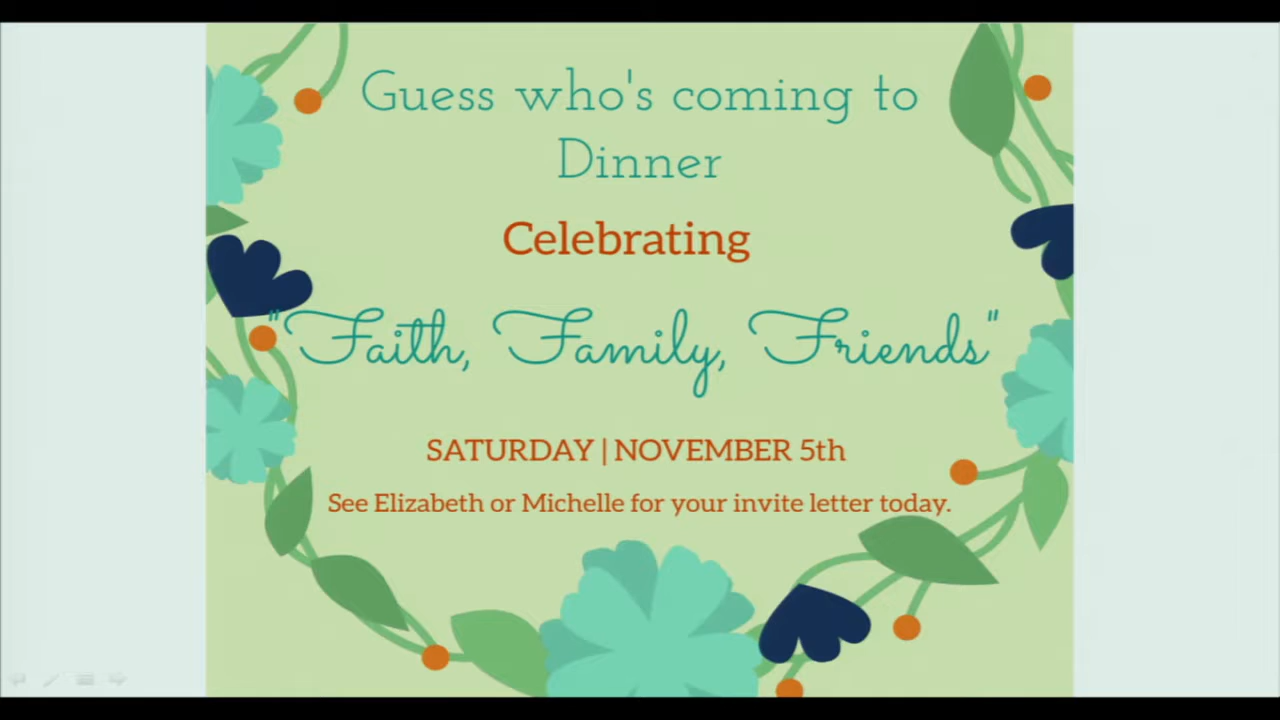 Guess who's coming to
Dinner
Celebrating
"Faith, Family, Friends"
SATURDAY | NOVEMBER 5th
See Elizabeth or Michelle for your invite letter today.